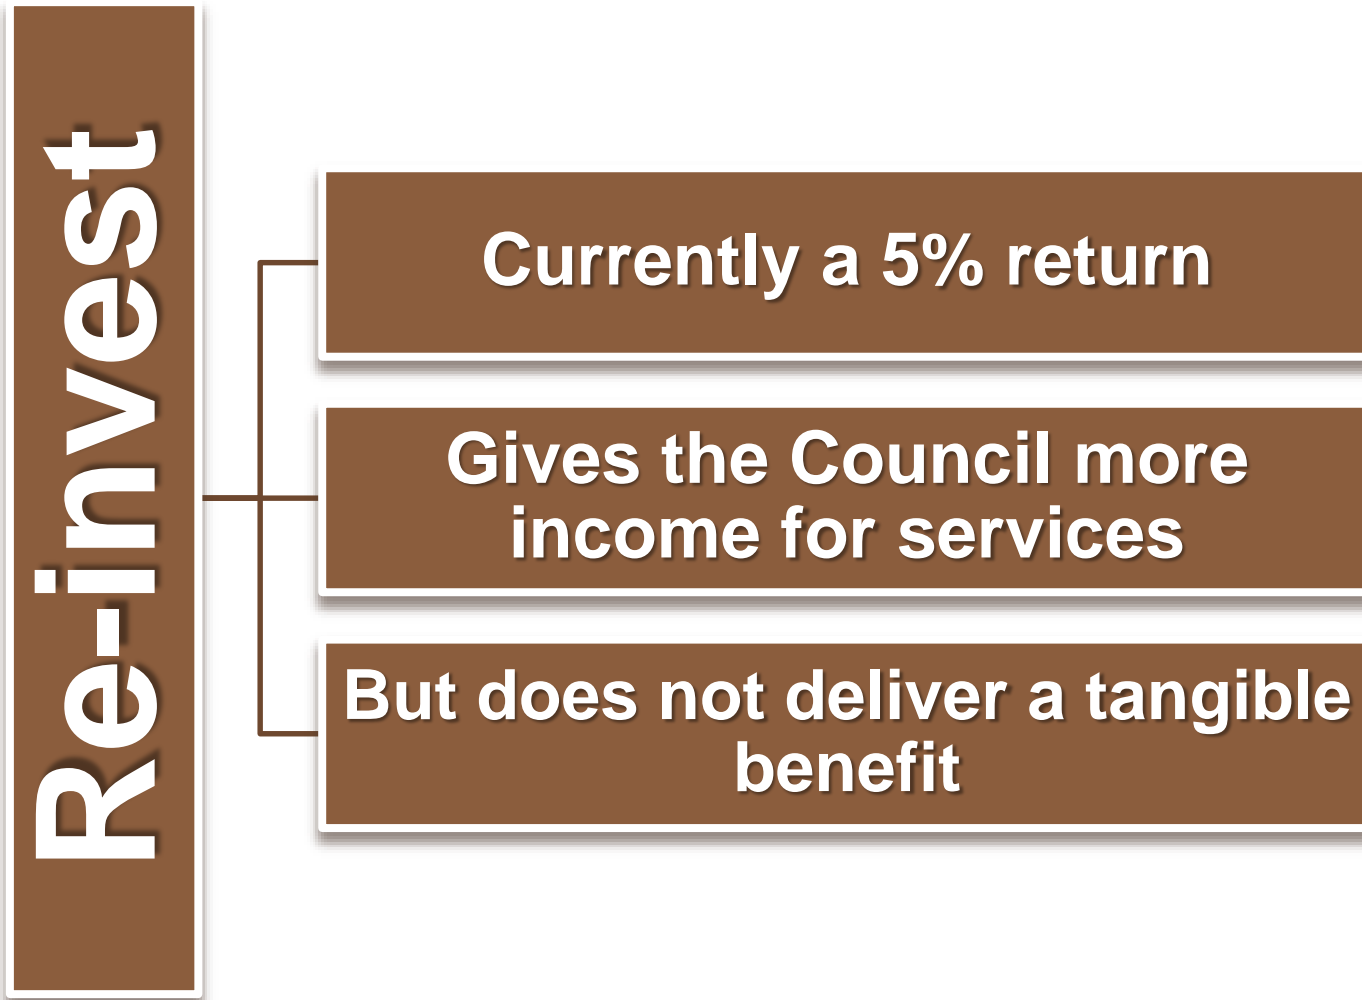 Re-invest
Currently a 5% return
Gives the Council more
income for services
But does not deliver a tangible
benefit